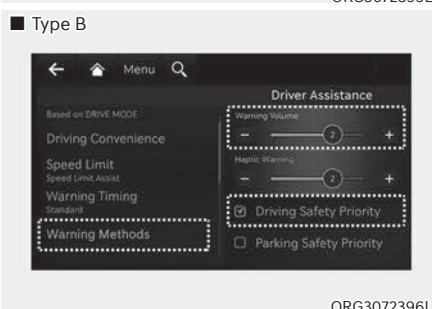 ■ Type B
Menu
Driver Assistance
Based on DRIVE MODE
Driving Convenience
Speed Limit
Speed Limit Assist
Warning Timing
Standard
Warning Methods
Warning Volume
− 2 +
Haptic Warning
− 2 +
Driving Safety Priority
Parking Safety Priority